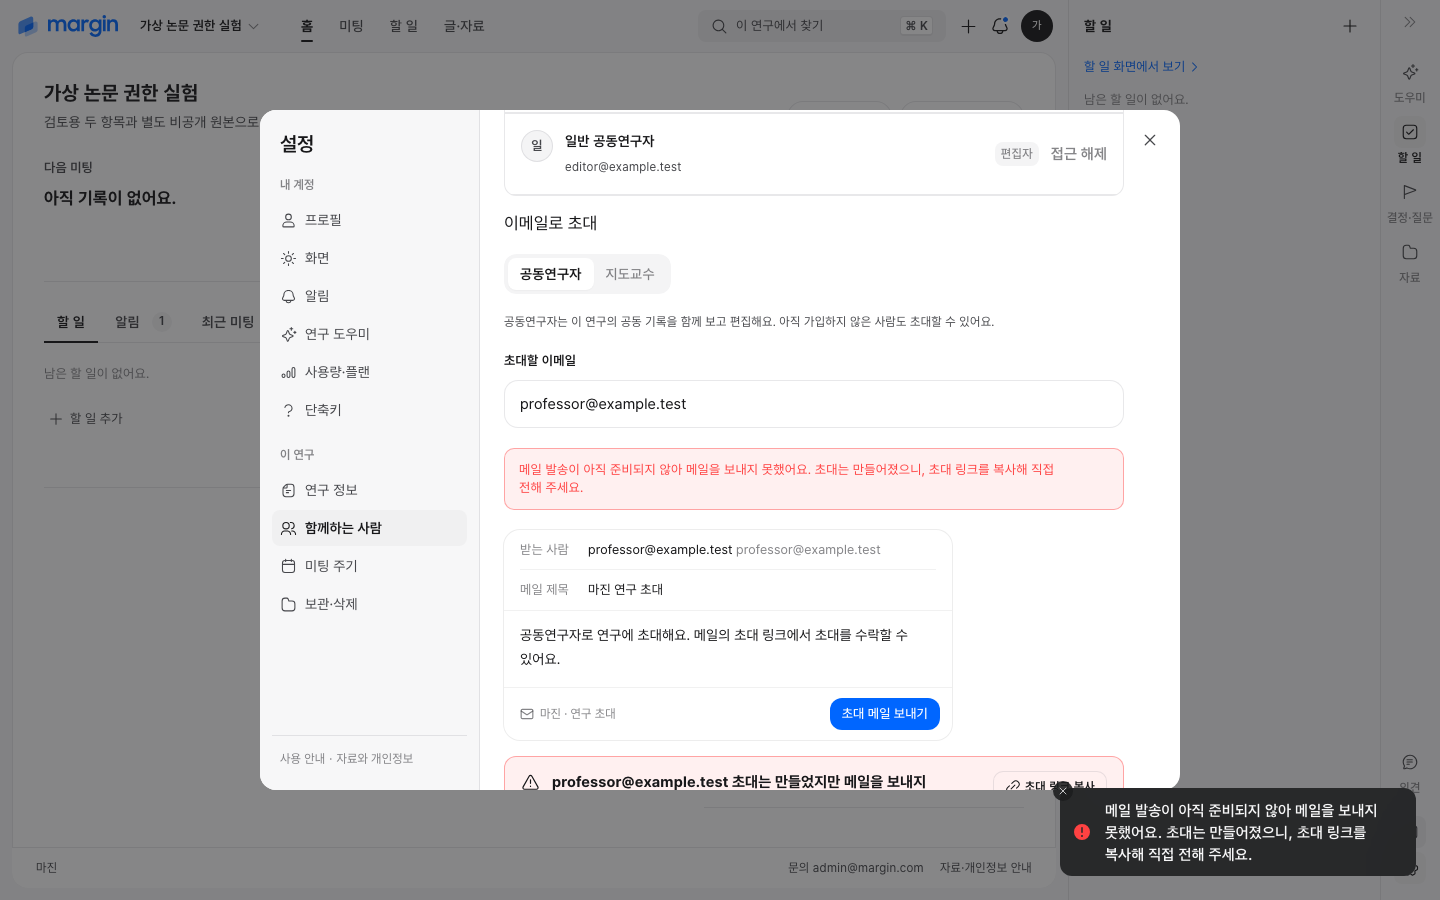 margin
가상 논문 권한 실험
홈
미팅
할 일
글·자료
이 연구에서 찾기
⌘ K
가
할 일
할 일 화면에서 보기
남은 할 일이 없어요.
도우미
할 일
결정·질문
자료
가상 논문 권한 실험
검토용 두 항목과 별도 비공개 원본으로
다음 미팅
아직 기록이 없어요.
할 일
알림 1
최근 미팅
남은 할 일이 없어요.
할 일 추가
설정
내 계정
프로필
화면
알림
연구 도우미
사용량·플랜
단축키
이 연구
연구 정보
함께하는 사람
미팅 주기
보관·삭제
사용 안내 · 자료와 개인정보
일
일반 공동연구자
editor@example.test
편집자
접근 해제
이메일로 초대
공동연구자
지도교수
공동연구자는 이 연구의 공동 기록을 함께 보고 편집해요. 아직 가입하지 않은 사람도 초대할 수 있어요.
초대할 이메일
professor@example.test
메일 발송이 아직 준비되지 않아 메일을 보내지 못했어요. 초대는 만들어졌으니, 초대 링크를 복사해 직접
전해 주세요.
받는 사람 professor@example.test professor@example.test
메일 제목 마진 연구 초대
공동연구자로 연구에 초대해요. 메일의 초대 링크에서 초대를 수락할 수
있어요.
마진 · 연구 초대
초대 메일 보내기
professor@example.test 초대는 만들었지만 메일을 보내지
초대 복사
메일 발송이 아직 준비되지 않아 메일을 보내지
못했어요. 초대는 만들어졌으니, 초대 링크를
복사해 직접 전해 주세요.
마진
문의 admin@margin.com
자료·개인정보 안내